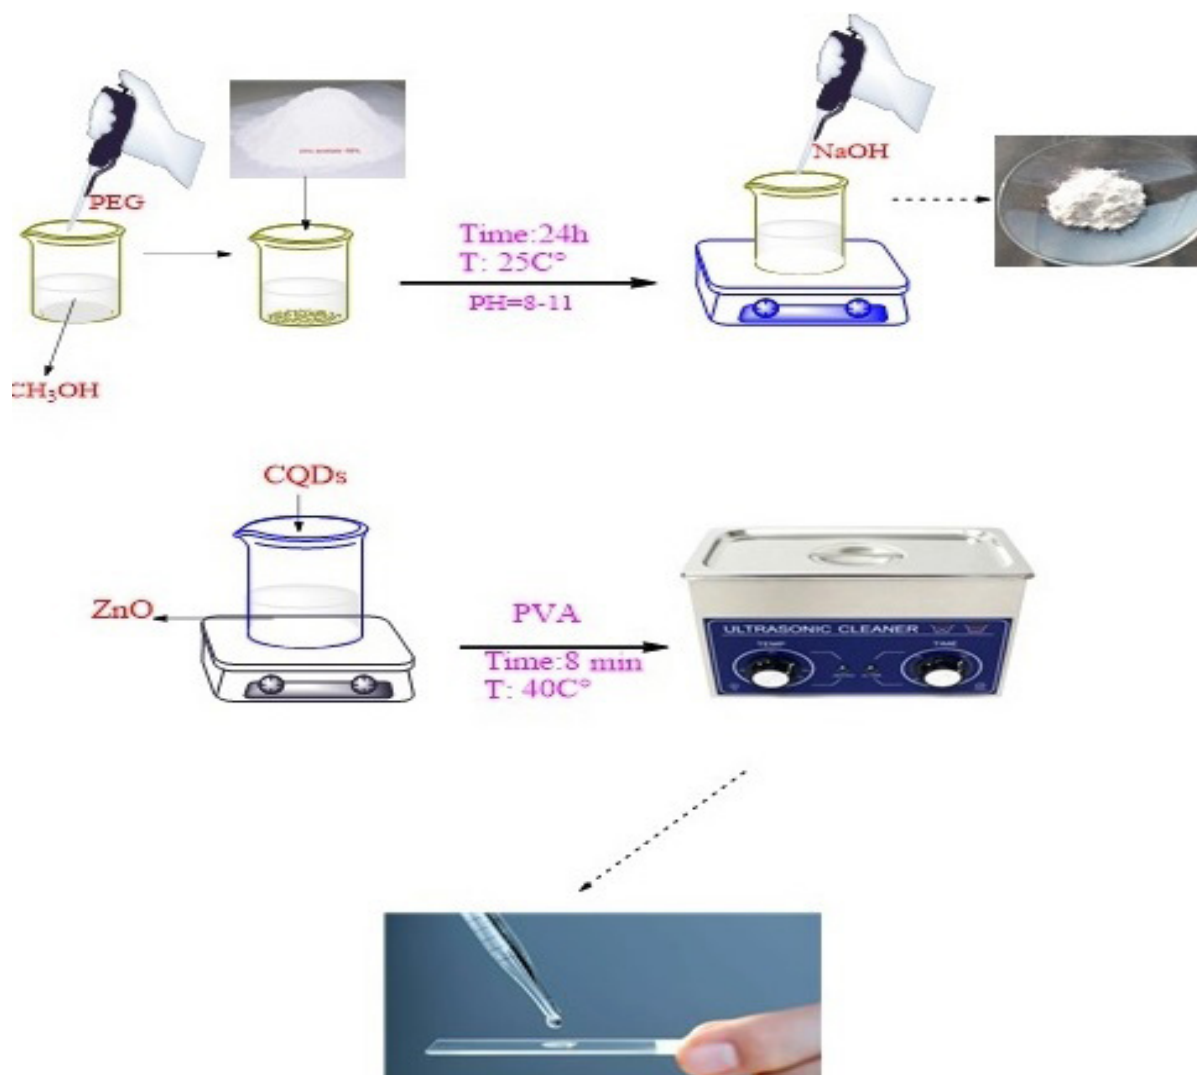 NaOH
PEG
Time:24h
T: 25C°
PH=8-11
CH₃OH
CQDs
ZnO
PVA
Time:8 min
T: 40C°
ULTRASONIC CLEANER
TEMP
TIME